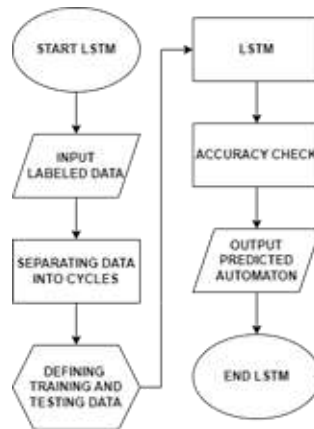 START LSTM
INPUT
LABELED DATA
SEPARATING DATA
INTO CYCLES
DEFINING
TRAINING AND
TESTING DATA
LSTM
ACCURACY CHECK
OUTPUT
PREDICTED
AUTOMATON
END LSTM